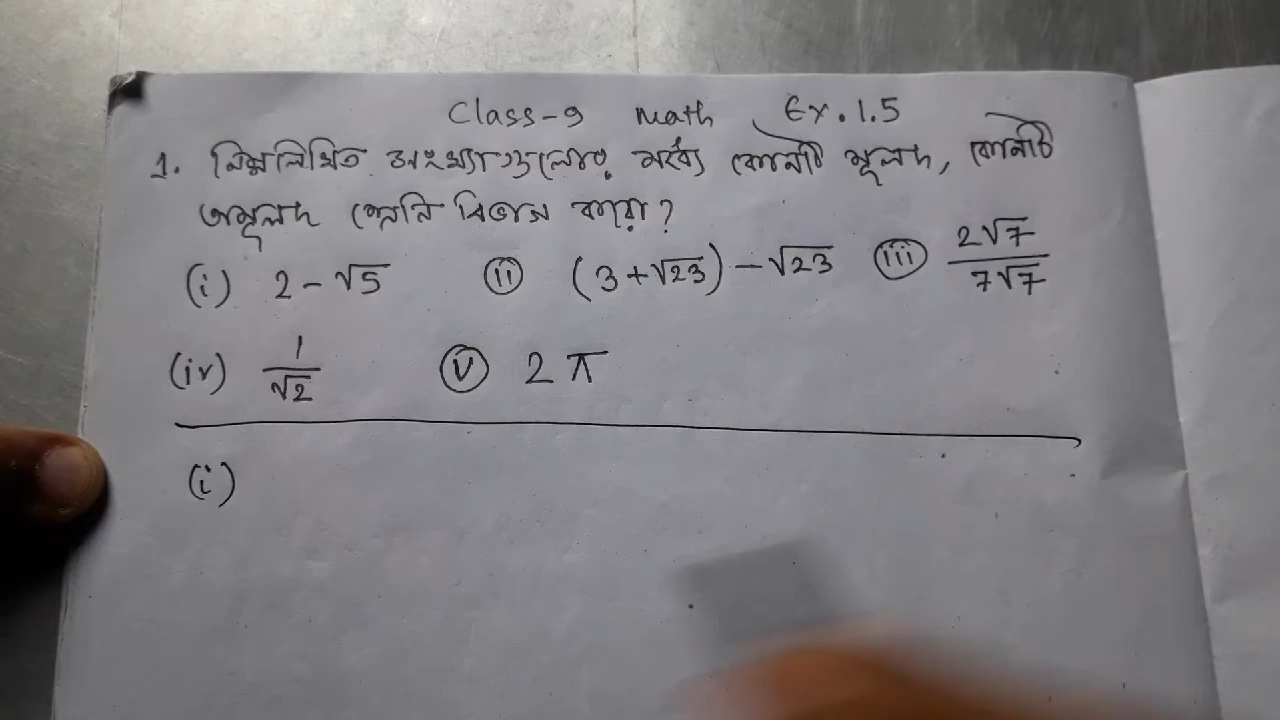 Class-9 Math Ex. 1.5
1. নিম্নলিখিত সংখ্যাগুলোর মধ্যে কোনটি মূলদ, কোনটি
অমূলদ শ্রেণি বিভাগ করো?
(i) 2-√5 (ii) (3+√23)-√23 (iii) 2√7/7√7
(iv) 1/√2 (v) 2π
(i)